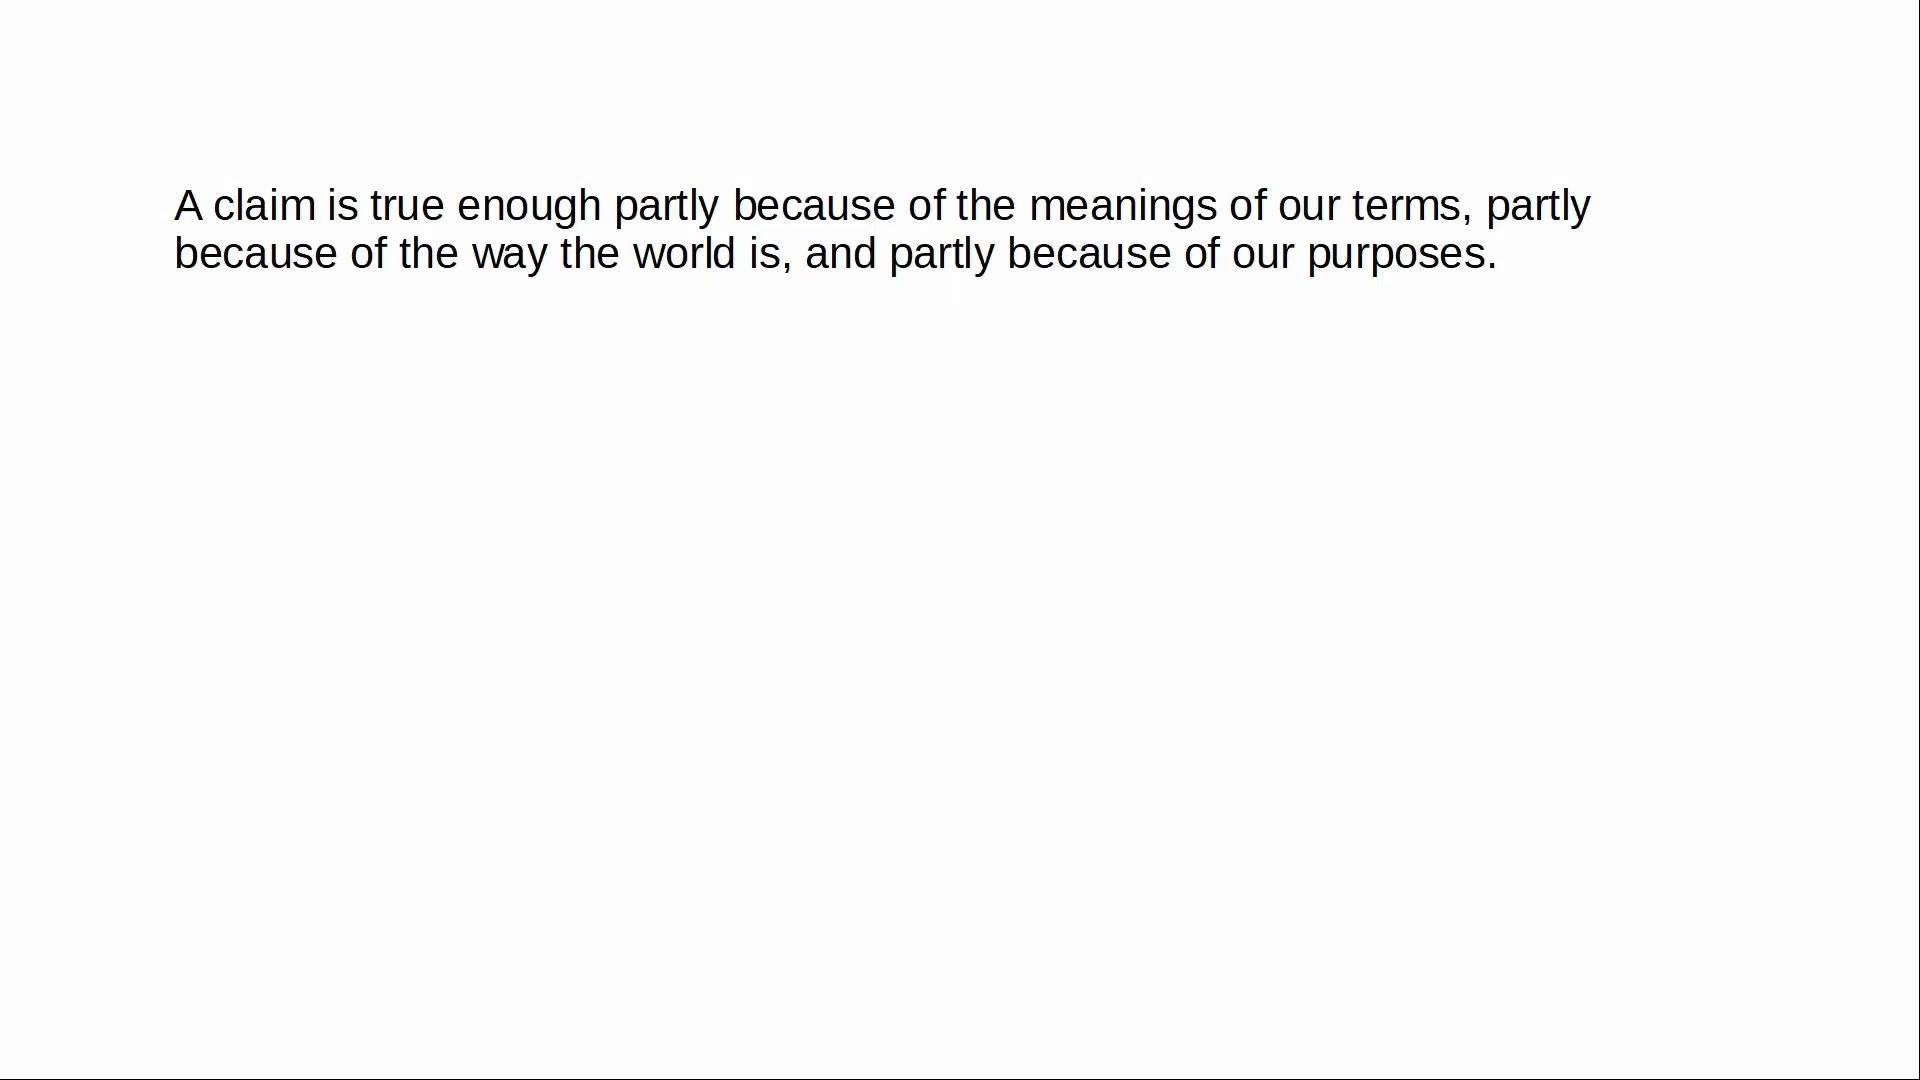 A claim is true enough partly because of the meanings of our terms, partly
because of the way the world is, and partly because of our purposes.